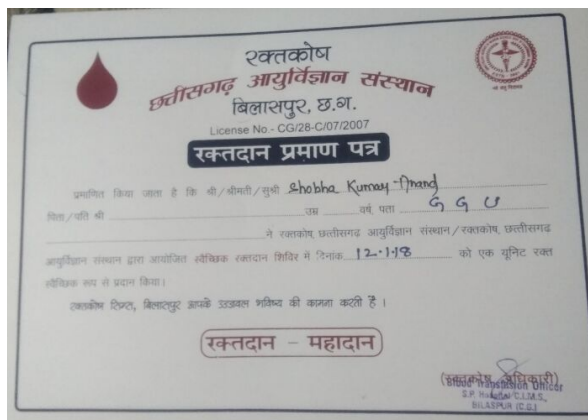 रक्तकोष
छत्तीसगढ़ आयुर्विज्ञान संस्थान
बिलासपुर, छ.ग.
License No.- CG/28-C/07/2007
रक्तदान प्रमाण पत्र
प्रमाणित किया जाता है कि श्री/श्रीमती/सुश्री Shobha Kumar Anand
पिता/पति श्री उम्र वर्ष, पता G G U
ने रक्तकोष, छत्तीसगढ़ आयुर्विज्ञान संस्थान/रक्तकोष, छत्तीसगढ़
आयुर्विज्ञान संस्थान द्वारा आयोजित स्वैच्छिक रक्तदान शिविर में दिनांक 12-1-18 को एक यूनिट रक्त
स्वैच्छिक रूप से प्रदान किया।
रक्तकोष सिम्स, बिलासपुर आपके उज्जवल भविष्य की कामना करती है।
रक्तदान - महादान
(रक्तकोष अधिकारी)
Blood Transfusion Officer
S.P. Hospital C.I.M.S.,
BILASPUR (C.G.)